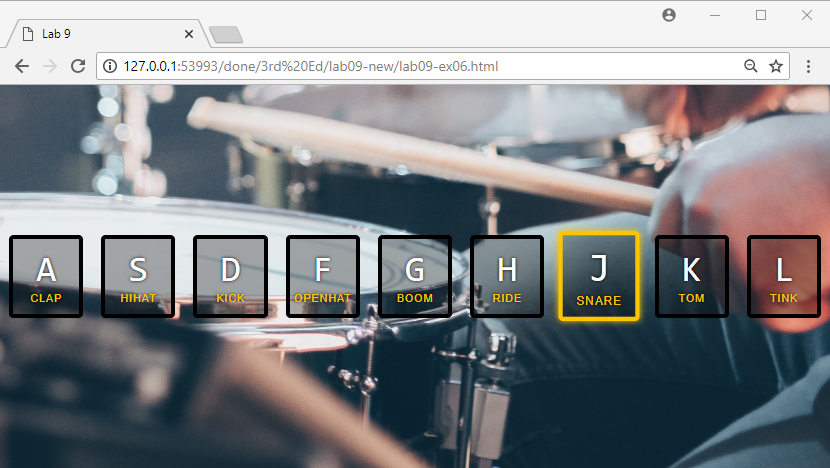 Lab 9
127.0.0.1:53993/done/3rd%20Ed/lab09-new/lab09-ex06.html
A S D F G H J K L
CLAP HIHAT KICK OPENHAT BOOM RIDE SNARE TOM TINK